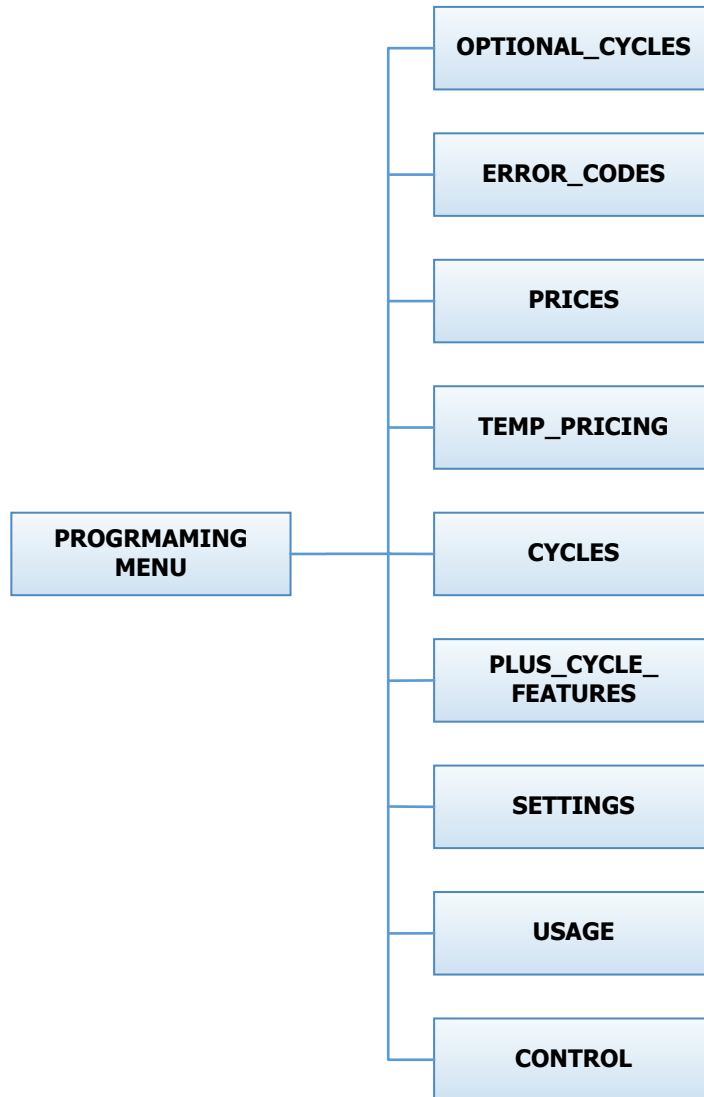 OPTIONAL_CYCLES
ERROR_CODES
PRICES
TEMP_PRICING
PROGRMAMING
MENU
CYCLES
PLUS_CYCLE_
FEATURES
SETTINGS
USAGE
CONTROL